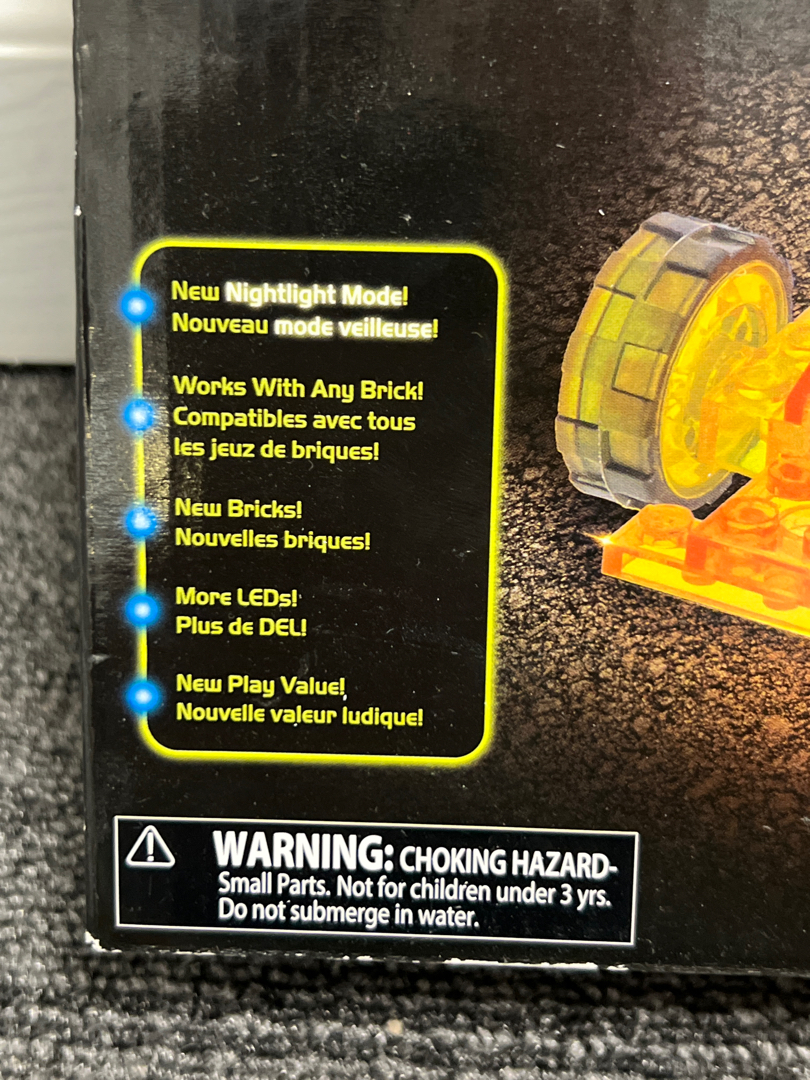 New Nightlight Mode!
Nouveau mode veilleuse!
Works With Any Brick!
Compatibles avec tous
les jeuz de briques!
New Bricks!
Nouvelles briques!
More LEDs!
Plus de DEL!
New Play Value!
Nouvelle valeur ludique!
WARNING: CHOKING HAZARD-
Small Parts. Not for children under 3 yrs.
Do not submerge in water.